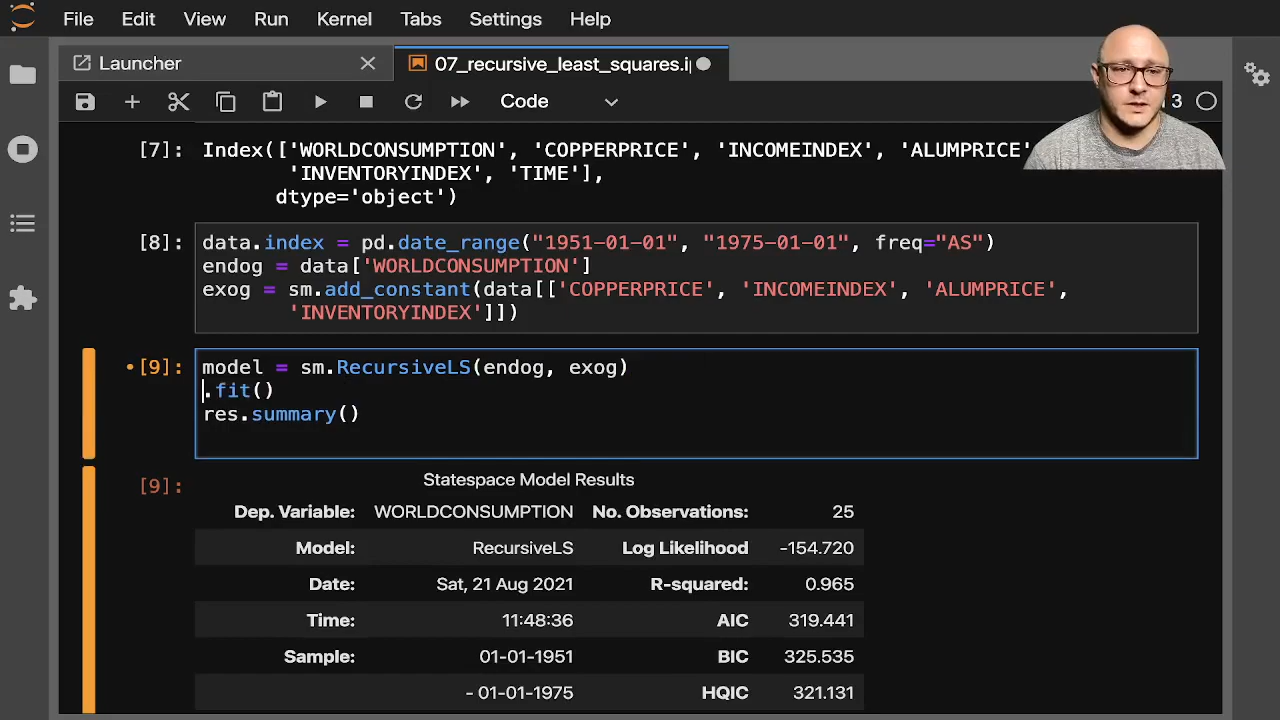 File Edit View Run Kernel Tabs Settings Help
Launcher
07_recursive_least_squares.i
Code
3
[7]: Index(['WORLDCONSUMPTION', 'COPPERPRICE', 'INCOMEINDEX', 'ALUMPRICE'
'INVENTORYINDEX', 'TIME'],
dtype='object')
[8]: data.index = pd.date_range("1951-01-01", "1975-01-01", freq="AS")
endog = data['WORLDCONSUMPTION']
exog = sm.add_constant(data[['COPPERPRICE', 'INCOMEINDEX', 'ALUMPRICE',
'INVENTORYINDEX']])
[9]: model = sm.RecursiveLS(endog, exog)
.fit()
res.summary()
[9]: Statespace Model Results
Dep. Variable: WORLDCONSUMPTION No. Observations: 25
Model: RecursiveLS Log Likelihood -154.720
Date: Sat, 21 Aug 2021 R-squared: 0.965
Time: 11:48:36 AIC 319.441
Sample: 01-01-1951 BIC 325.535
- 01-01-1975 HQIC 321.131